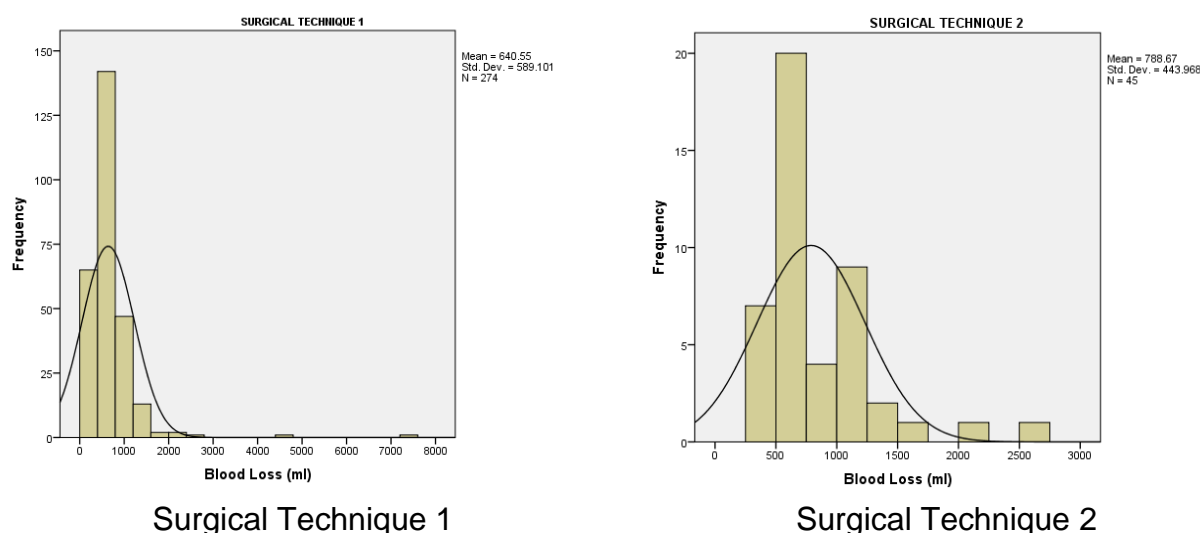 SURGICAL TECHNIQUE 1
Mean = 640.55
Std. Dev. = 589.101
N = 274
150
125
100
75
50
25
0
Frequency
0 1000 2000 3000 4000 5000 6000 7000 8000
Blood Loss (ml)
Surgical Technique 1
SURGICAL TECHNIQUE 2
Mean = 788.67
Std. Dev. = 443.968
N = 45
20
15
10
5
0
Frequency
0 500 1000 1500 2000 2500 3000
Blood Loss (ml)
Surgical Technique 2